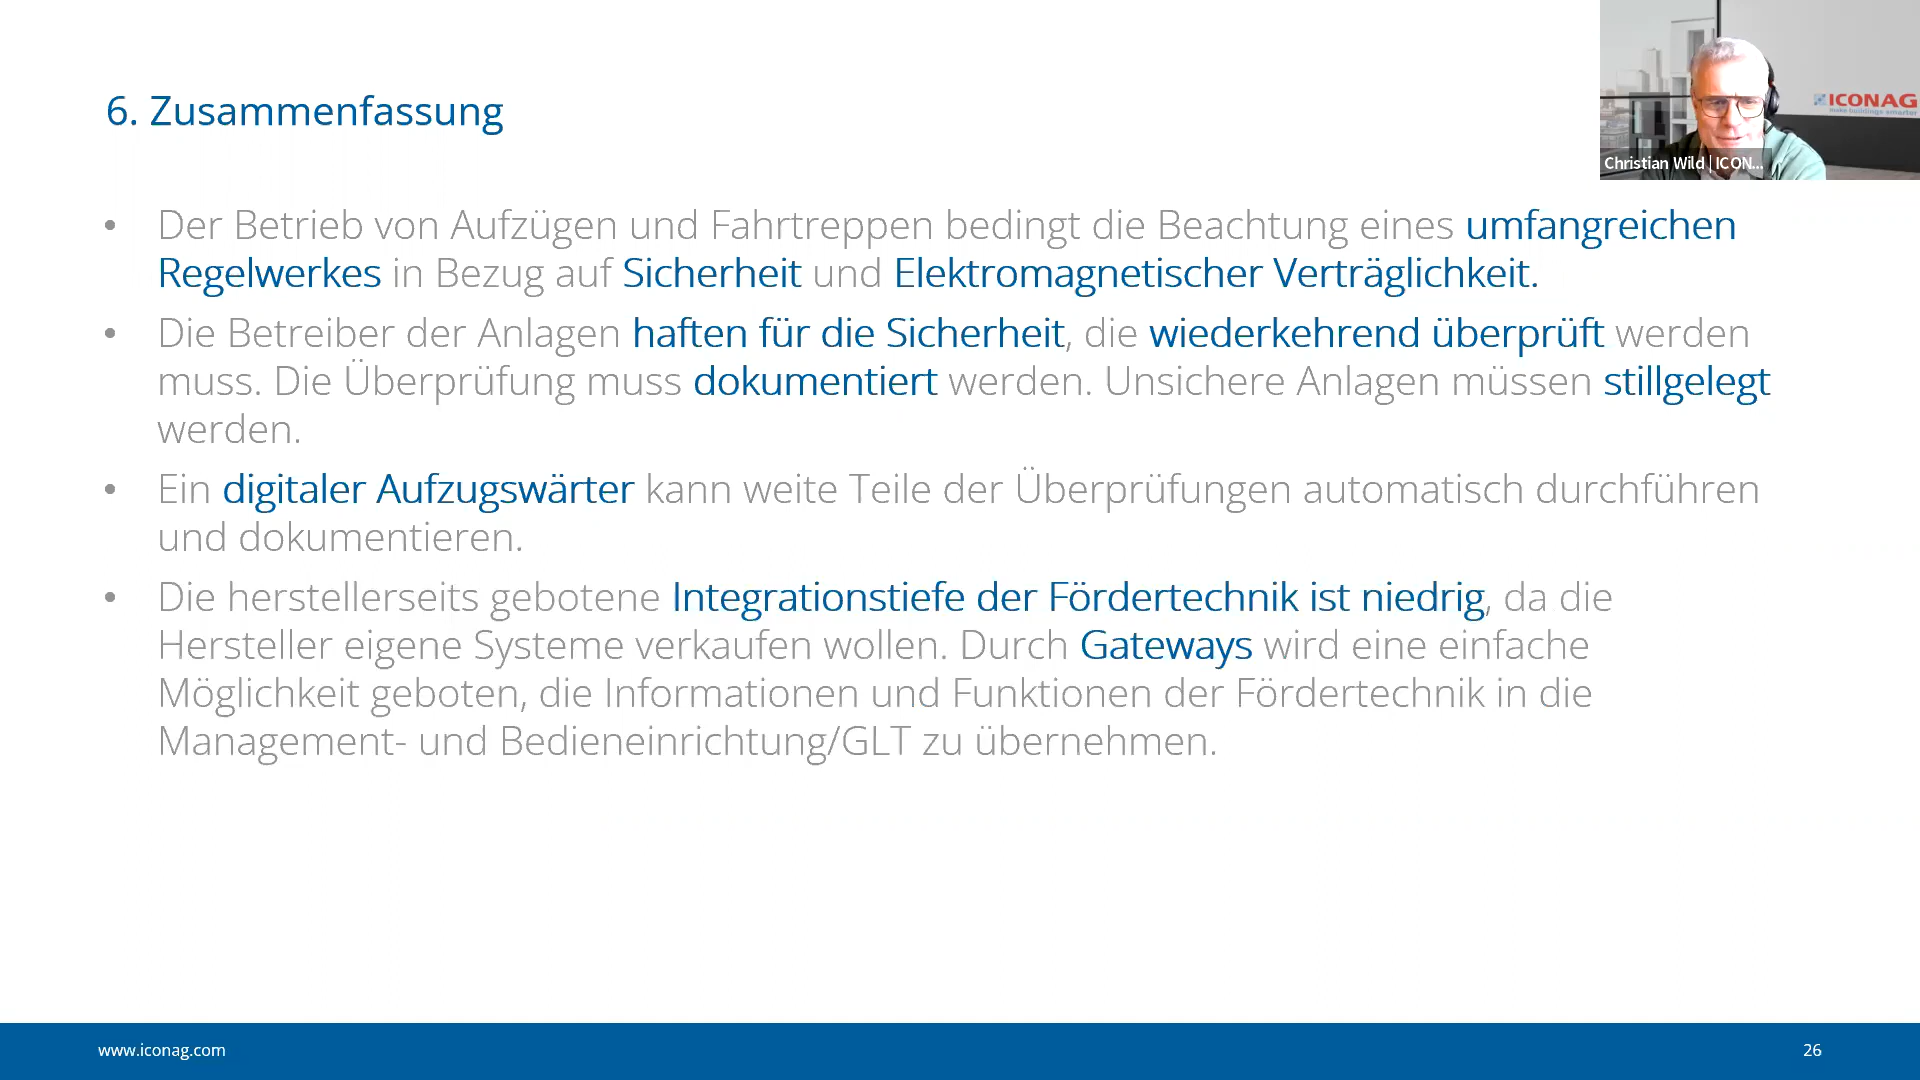 6. Zusammenfassung
ICONAG
make buildings smarter
Christian Wild | ICON...
• Der Betrieb von Aufzügen und Fahrtreppen bedingt die Beachtung eines umfangreichen
Regelwerkes in Bezug auf Sicherheit und Elektromagnetischer Verträglichkeit.
• Die Betreiber der Anlagen haften für die Sicherheit, die wiederkehrend überprüft werden
muss. Die Überprüfung muss dokumentiert werden. Unsichere Anlagen müssen stillgelegt
werden.
• Ein digitaler Aufzugswärter kann weite Teile der Überprüfungen automatisch durchführen
und dokumentieren.
• Die herstellerseits gebotene Integrationstiefe der Fördertechnik ist niedrig, da die
Hersteller eigene Systeme verkaufen wollen. Durch Gateways wird eine einfache
Möglichkeit geboten, die Informationen und Funktionen der Fördertechnik in die
Management- und Bedieneinrichtung/GLT zu übernehmen.
www.iconag.com
26